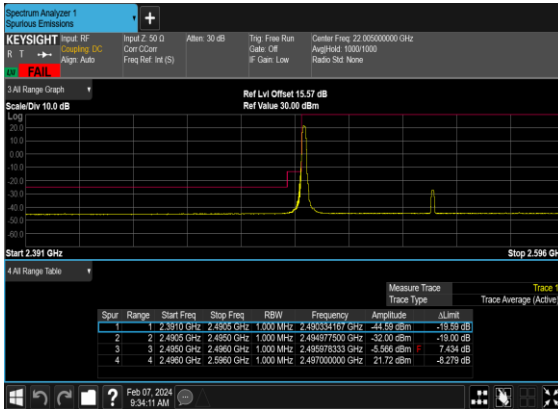 Spectrum Analyzer 1
Spurious Emissions
KEYSIGHT Input: RF Input Z: 50 Ω Atten: 30 dB Trig: Free Run Center Freq: 22.005000000 GHz
R T Coupling: DC Corr CCorr Gate: Off Avg|Hold: 1000/1000
Align: Auto Freq Ref: Int (S) IF Gain: Low Radio Std: None
FAIL
3 All Range Graph
Ref Lvl Offset 15.57 dB
Scale/Div 10.0 dB Ref Value 30.00 dBm
Log
20.0
10.0
0.00
-10.0
-20.0
-30.0
-40.0
-50.0
-60.0
Start 2.391 GHz Stop 2.596 GH
4 All Range Table
Measure Trace Trace 1
Trace Type Trace Average (Active)
Spur Range Start Freq Stop Freq RBW Frequency Amplitude ΔLimit
1 1 2.3910 GHz 2.4905 GHz 1.000 MHz 2.490334167 GHz -44.59 dBm -19.59 dB
2 2 2.4905 GHz 2.4950 GHz 1.000 MHz 2.494977500 GHz -32.00 dBm -19.00 dB
3 3 2.4950 GHz 2.4960 GHz 1.000 MHz 2.495978333 GHz -5.566 dBm F 7.434 dB
4 4 2.4960 GHz 2.5960 GHz 1.000 MHz 2.497000000 GHz 21.72 dBm -8.279 dB
Feb 07, 2024
9:34:11 AM